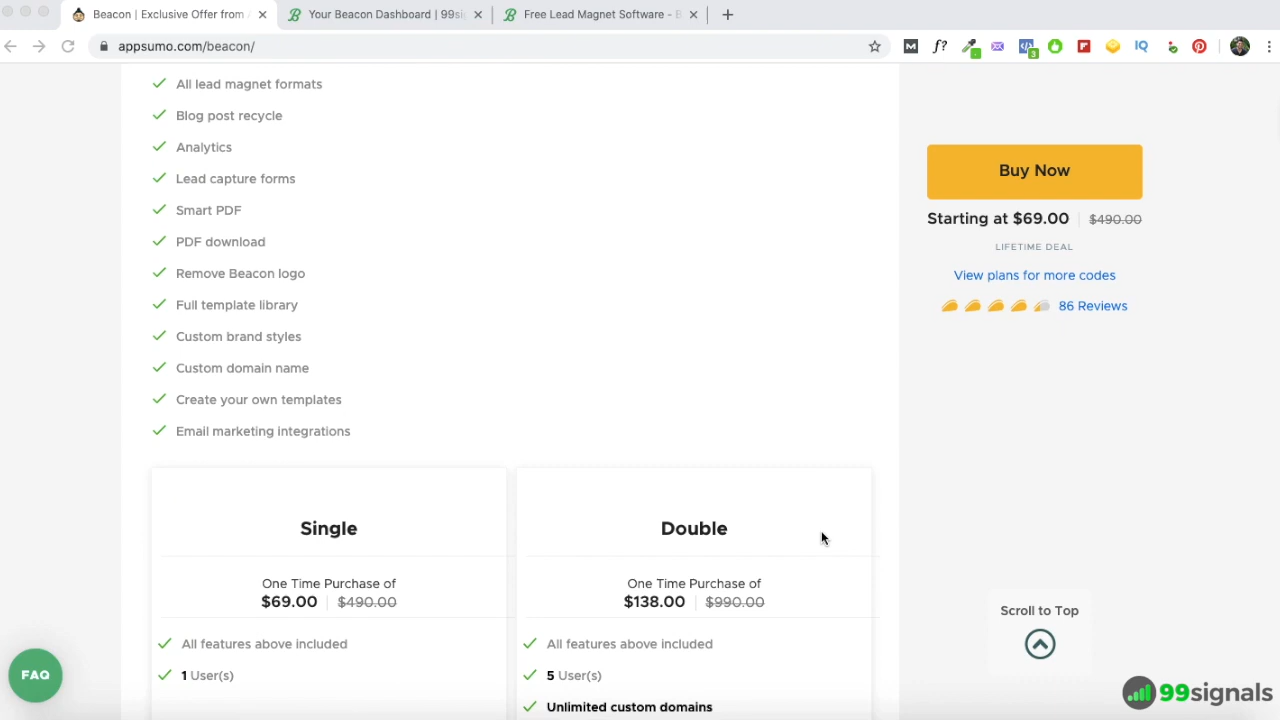 Beacon | Exclusive Offer from
Your Beacon Dashboard | 99si
Free Lead Magnet Software - B
appsumo.com/beacon/
M
f?
3
IQ
All lead magnet formats
Blog post recycle
Analytics
Lead capture forms
Smart PDF
PDF download
Remove Beacon logo
Full template library
Custom brand styles
Custom domain name
Create your own templates
Email marketing integrations
Buy Now
Starting at $69.00 | $490.00
LIFETIME DEAL
View plans for more codes
86 Reviews
Single
One Time Purchase of
$69.00 | $490.00
All features above included
1 User(s)
Double
One Time Purchase of
$138.00 | $990.00
All features above included
5 User(s)
Unlimited custom domains
Scroll to Top
FAQ
99signals